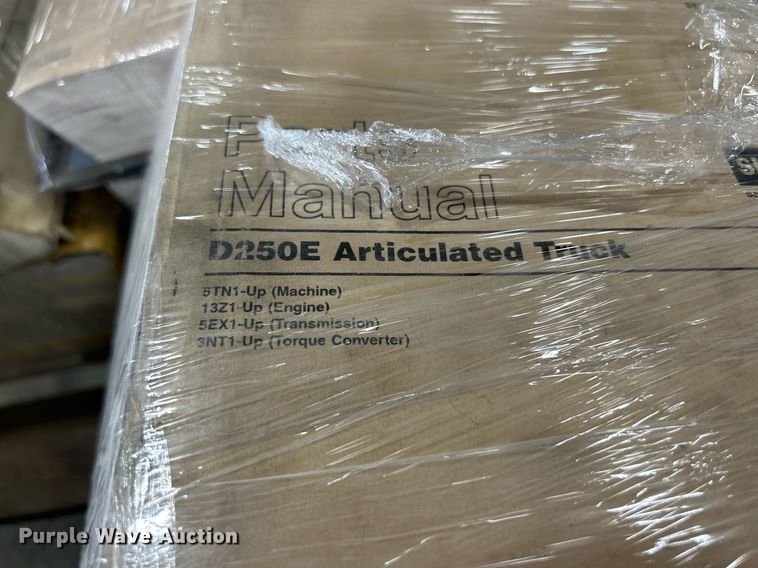 Manual
D250E Articulated Truck
5TN1-Up (Machine)
13Z1-Up (Engine)
5EX1-Up (Transmission)
3NT1-Up (Torque Converter)
Purple Wave Auction